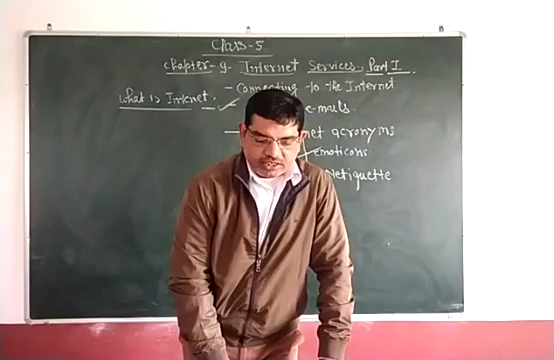 Class-5
Chapter-9. Internet Services. Part I
- Connecting to the Internet
What is Internet.
e-mails
net acronyms
emoticons
Netiquette